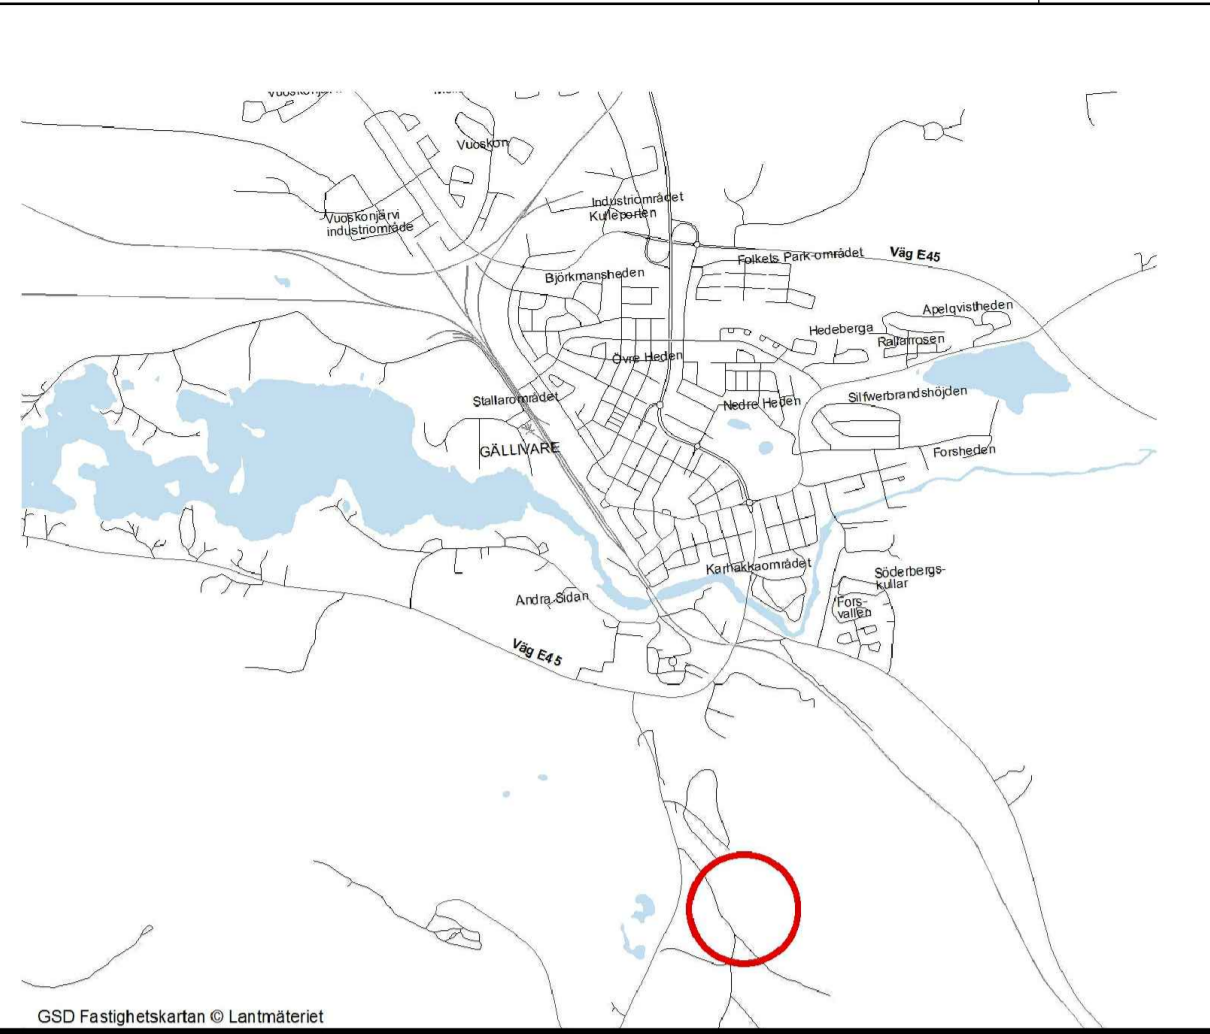 Vuoskon
Industriområdet
Kulleporten
Vuoskonjärvi
industriområde
Folkets Park-området
Väg E45
Björkmansheden
Apelqvistheden
Hedeberga
Rallarrosen
Övre Heden
Stallarområdet
Nedre Heden
Silfwerbrandshöjden
GÄLLIVARE
Forsheden
Karhakkaområdet
Söderbergs-
kullar
Andra Sidan
Fors-
vallen
Väg E45
GSD Fastighetskartan © Lantmäteriet